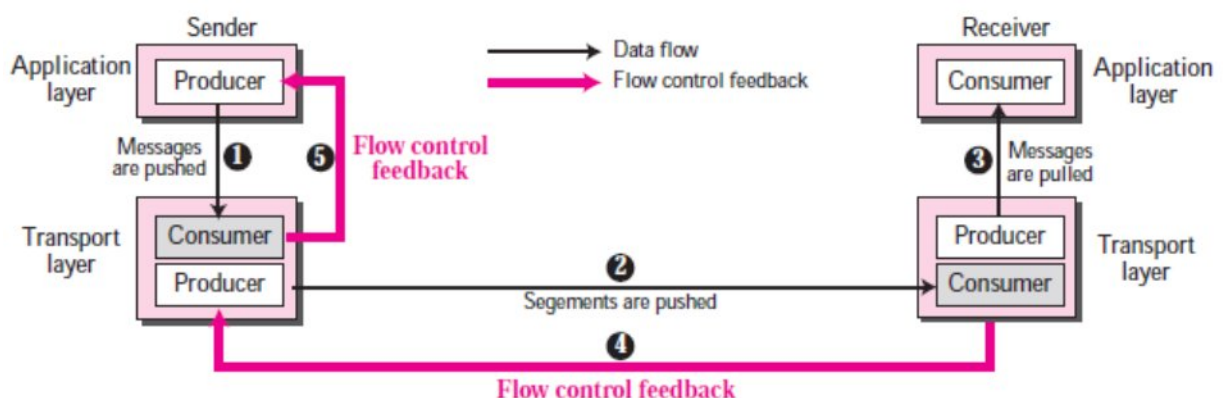 Sender
Receiver
Data flow
Flow control feedback
Application
layer
Producer
Consumer
Application
layer
Messages
are pushed
1
5
Flow control
feedback
3
Messages
are pulled
Transport
layer
Consumer
Producer
2
Segements are pushed
Producer
Consumer
Transport
layer
4
Flow control feedback